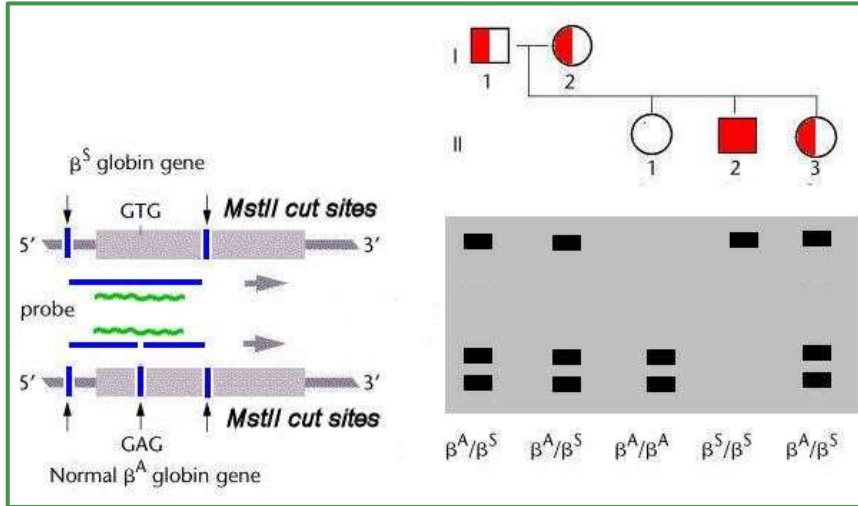 I
1
2
II
1
2
3
β^S globin gene
GTG
MstII cut sites
5′
3′
probe
5′
3′
MstII cut sites
GAG
Normal β^A globin gene
β^A/β^S
β^A/β^S
β^A/β^A
β^S/β^S
β^A/β^S